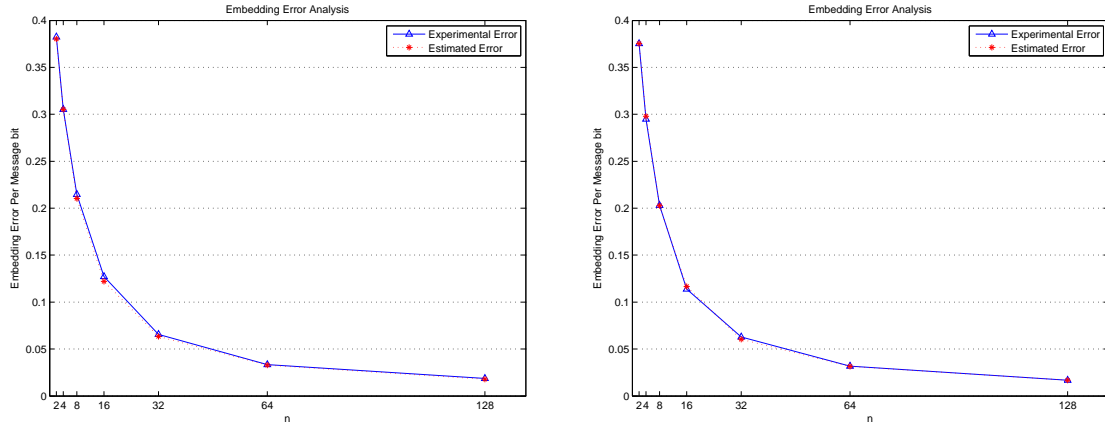 Embedding Error Analysis
Experimental Error
Estimated Error
Embedding Error Per Message bit
0.4
0.35
0.3
0.25
0.2
0.15
0.1
0.05
0
2 4 8 16 32 64 128
n
Embedding Error Analysis
Experimental Error
Estimated Error
Embedding Error Per Message bit
0.4
0.35
0.3
0.25
0.2
0.15
0.1
0.05
0
2 4 8 16 32 64 128
n